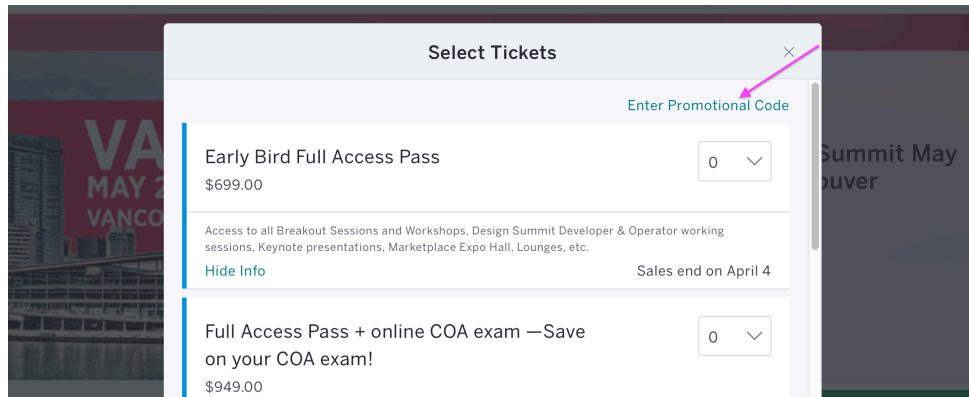 Select Tickets
Enter Promotional Code
Early Bird Full Access Pass
0
$699.00
Access to all Breakout Sessions and Workshops, Design Summit Developer & Operator working
sessions, Keynote presentations, Marketplace Expo Hall, Lounges, etc.
Hide Info
Sales end on April 4
Full Access Pass + online COA exam —Save
on your COA exam!
0
$949.00
VA
MAY 2
VANCO
Summit May
ouver